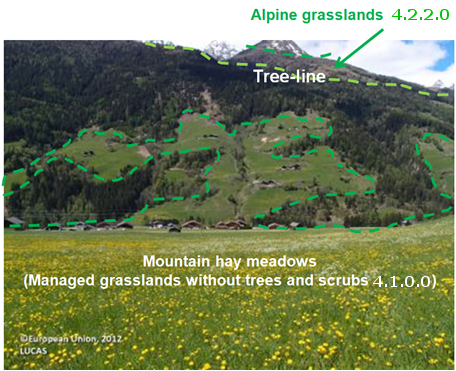 Alpine grasslands 4.2.2.0
Tree-line
Mountain hay meadows
(Managed grasslands without trees and scrubs 4.1.0.0)
©European Union, 2012
LUCAS